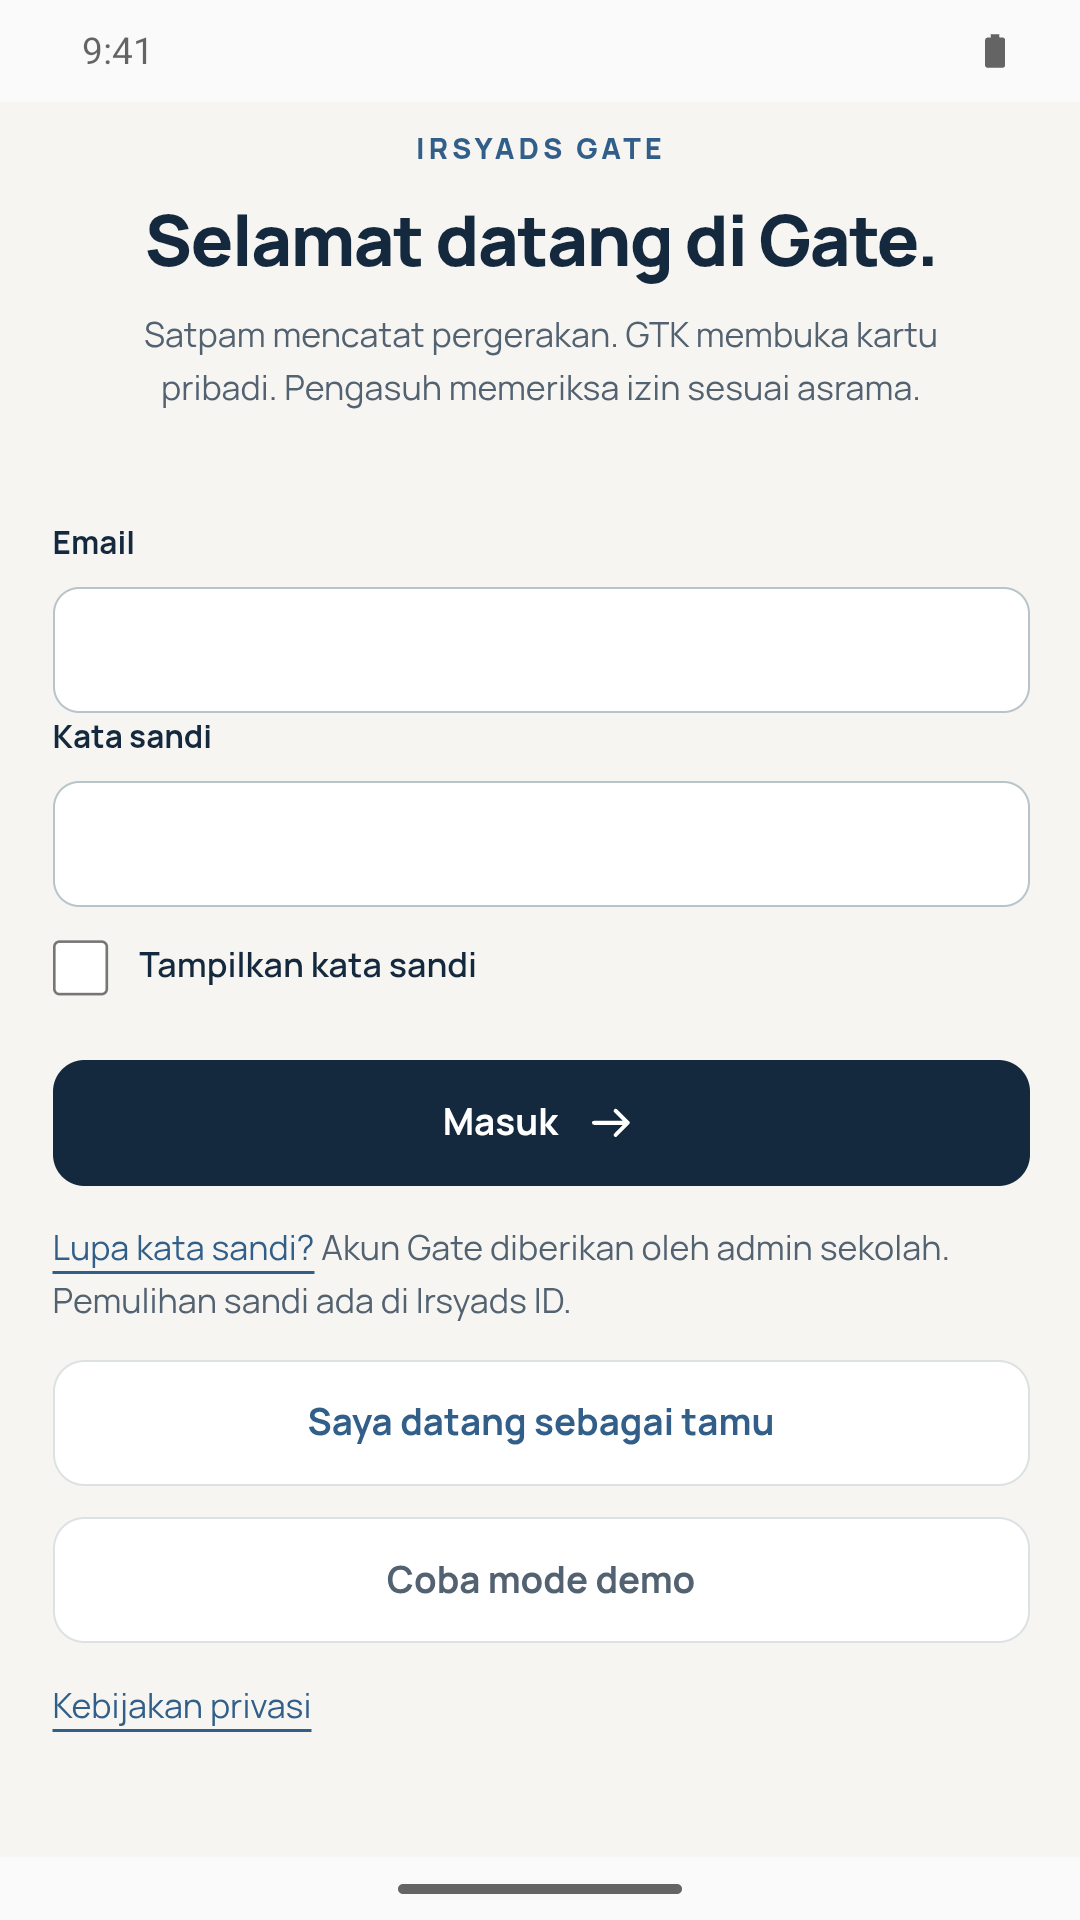 9:41
IRSYADS GATE
Selamat datang di Gate.
Satpam mencatat pergerakan. GTK membuka kartu
pribadi. Pengasuh memeriksa izin sesuai asrama.
Email
Kata sandi
Tampilkan kata sandi
Masuk →
Lupa kata sandi? Akun Gate diberikan oleh admin sekolah.
Pemulihan sandi ada di Irsyads ID.
Saya datang sebagai tamu
Coba mode demo
Kebijakan privasi